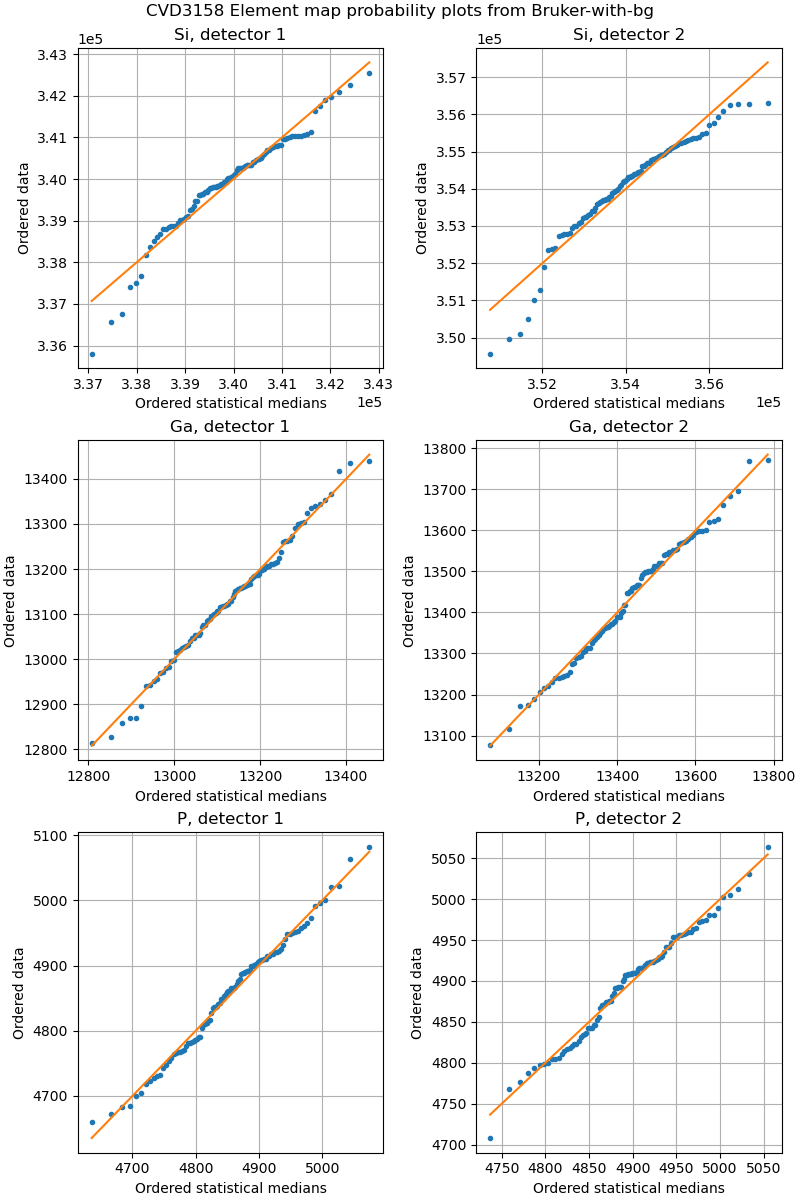 CVD3158 Element map probability plots from Bruker-with-bg
Si, detector 1
1e5
3.43
3.42
3.41
3.40
3.39
3.38
3.37
3.36
Ordered data
3.37 3.38 3.39 3.40 3.41 3.42 3.43
Ordered statistical medians
1e5
Si, detector 2
1e5
3.57
3.56
3.55
3.54
3.53
3.52
3.51
3.50
Ordered data
3.52 3.54 3.56
Ordered statistical medians
1e5
Ga, detector 1
13400
13300
13200
13100
13000
12900
12800
Ordered data
12800 13000 13200 13400
Ordered statistical medians
Ga, detector 2
13800
13700
13600
13500
13400
13300
13200
13100
Ordered data
13200 13400 13600 13800
Ordered statistical medians
P, detector 1
5100
5000
4900
4800
4700
Ordered data
4700 4800 4900 5000
Ordered statistical medians
P, detector 2
5050
5000
4950
4900
4850
4800
4750
4700
Ordered data
4750 4800 4850 4900 4950 5000 5050
Ordered statistical medians